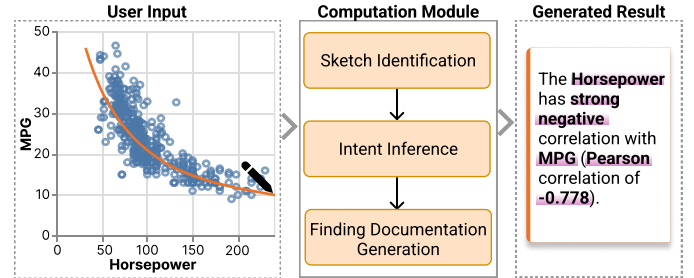 User Input
Computation Module
Generated Result
50
40
30
20
10
0
MPG
0
50
100
150
200
Horsepower
Sketch Identification
Intent Inference
Finding Documentation
Generation
The Horsepower
has strong
negative
correlation with
MPG (Pearson
correlation of
-0.778).